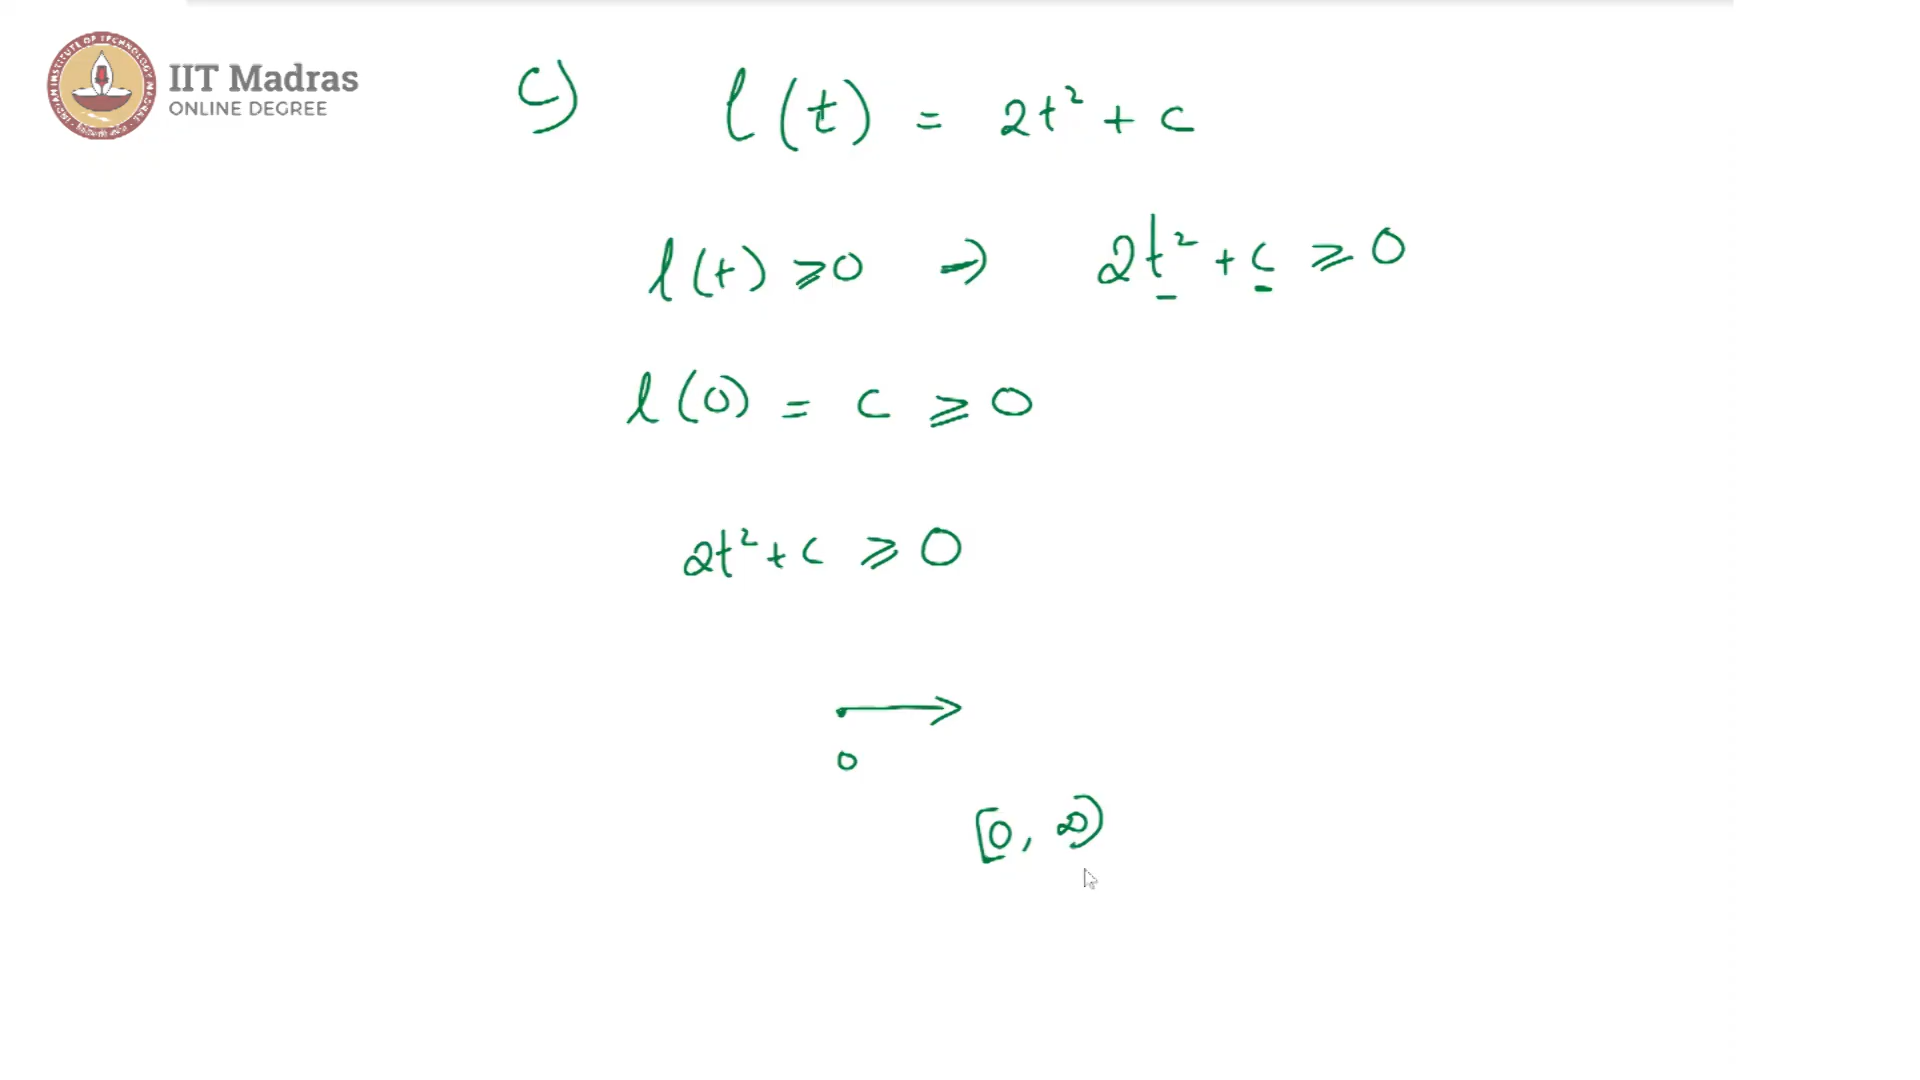 IIT Madras
ONLINE DEGREE
c) l(t) = 2t² + c
l(t) ⩾ 0 → 2t² + c ⩾ 0
l(0) = c ⩾ 0
2t² + c ⩾ 0
0
[0, ∞)